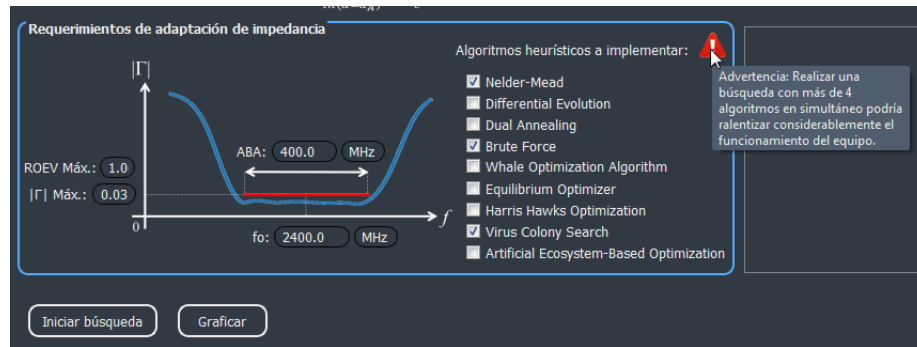 Requerimientos de adaptación de impedancia
Algoritmos heurísticos a implementar:
|Γ|
ABA: 400.0 MHz
ROEV Máx.: 1.0
|Γ| Máx.: 0.03
0
f
fo: 2400.0 MHz
Nelder-Mead
Differential Evolution
Dual Annealing
Brute Force
Whale Optimization Algorithm
Equilibrium Optimizer
Harris Hawks Optimization
Virus Colony Search
Artificial Ecosystem-Based Optimization
Advertencia: Realizar una
búsqueda con más de 4
algoritmos en simultáneo podría
ralentizar considerablemente el
funcionamiento del equipo.
Iniciar búsqueda
Graficar